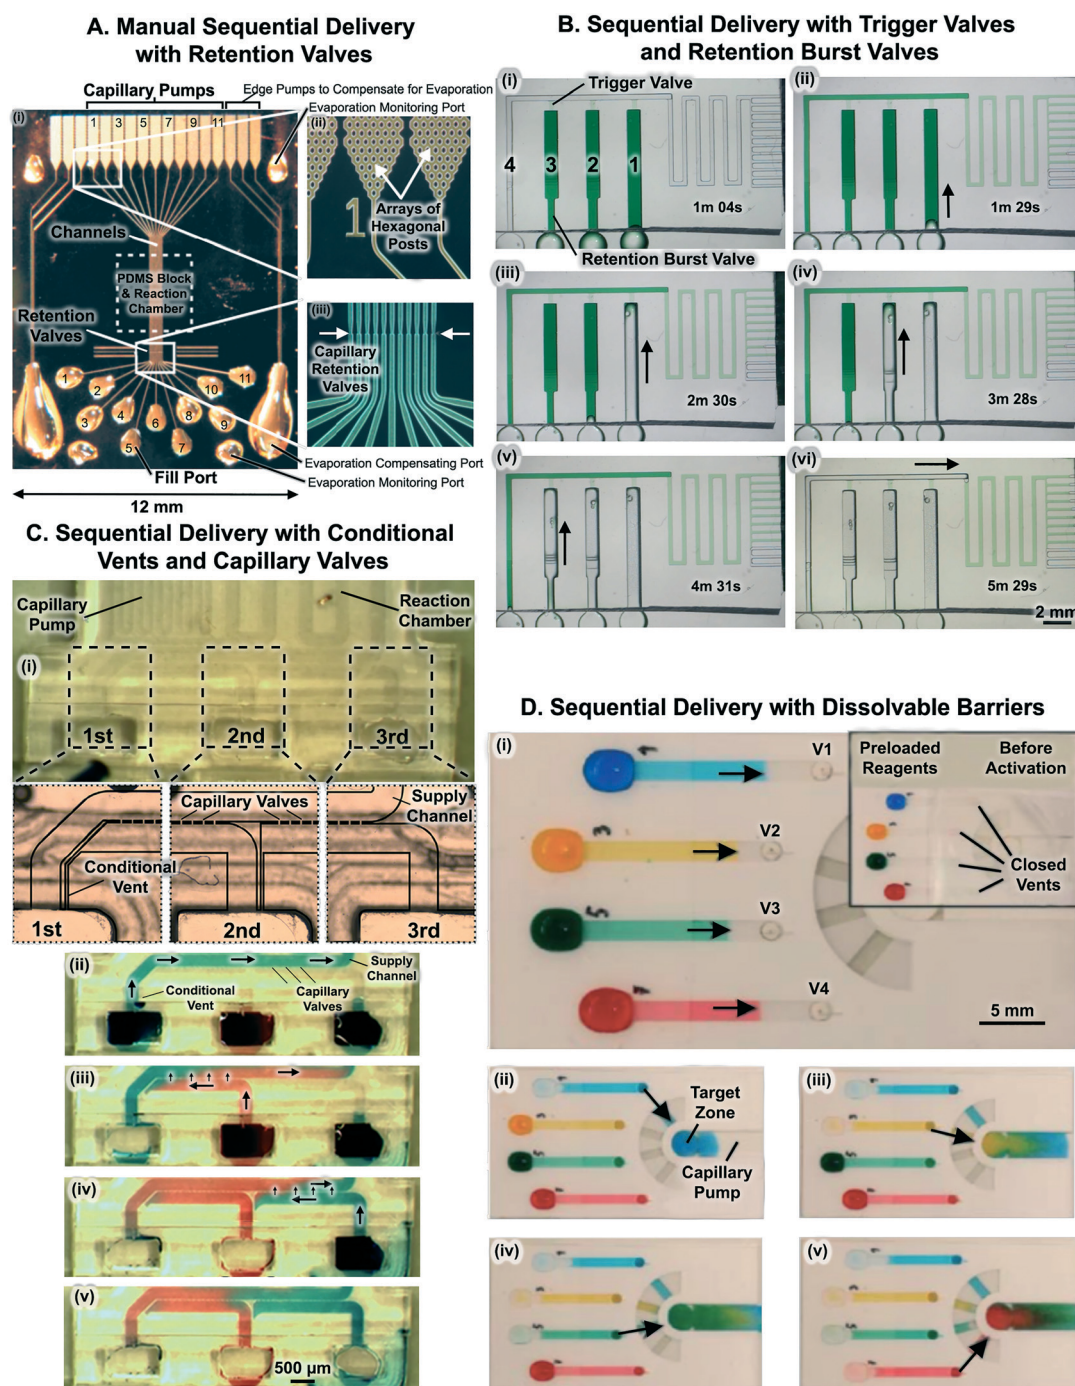 A. Manual Sequential Delivery
with Retention Valves
Capillary Pumps
Edge Pumps to Compensate for Evaporation
Evaporation Monitoring Port
(i)
1 3 5 7 9 11
Channels
PDMS Block
& Reaction
Chamber
Retention
Valves
1
2
3
4
5
6
7
8
9
10
11
Fill Port
12 mm
(ii)
1
Arrays of
Hexagonal
Posts
(iii)
Capillary
Retention
Valves
Evaporation Compensating Port
Evaporation Monitoring Port
B. Sequential Delivery with Trigger Valves
and Retention Burst Valves
(i)
Trigger Valve
4 3 2 1
1m 04s
Retention Burst Valve
(ii)
1m 29s
(iii)
2m 30s
(iv)
3m 28s
(v)
4m 31s
(vi)
5m 29s
2 mm
C. Sequential Delivery with Conditional
Vents and Capillary Valves
Capillary
Pump
Reaction
Chamber
(i)
1st
2nd
3rd
Capillary Valves
Supply
Channel
Conditional
Vent
1st
2nd
3rd
(ii)
Supply
Channel
Conditional
Vent
Capillary
Valves
(iii)
(iv)
(v)
500 µm
D. Sequential Delivery with Dissolvable Barriers
(i)
V1
V2
V3
V4
Preloaded
Reagents
Before
Activation
Closed
Vents
5 mm
(ii)
Target
Zone
Capillary
Pump
(iii)
(iv)
(v)